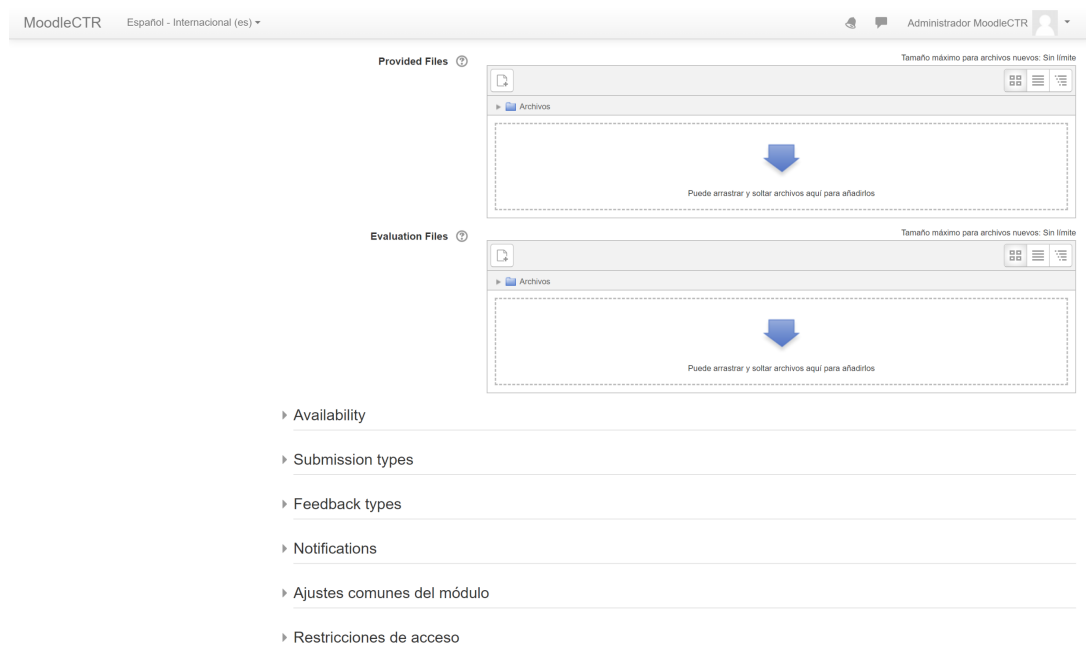 MoodleCTR Español - Internacional (es) Administrador MoodleCTR
Provided Files
Tamaño máximo para archivos nuevos: Sin límite
Archivos
Puede arrastrar y soltar archivos aquí para añadirlos
Evaluation Files
Tamaño máximo para archivos nuevos: Sin límite
Archivos
Puede arrastrar y soltar archivos aquí para añadirlos
Availability
Submission types
Feedback types
Notifications
Ajustes comunes del módulo
Restricciones de acceso